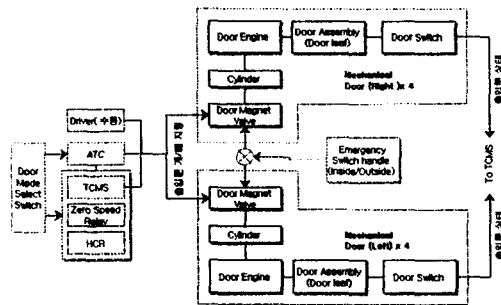 Door Engine
Door Assembly
(Door leaf)
Door Switch
Cylinder
Mechanical
Door (Right) x 4
Door Magnet
Valve
Driver( 수동)
ATC
TCMS
Zero Speed
Relay
HCR
Door
Mode
Select
Switch
Emergency
Switch handle
(Inside/Outside)
To TCMS
Door Magnet
Valve
Cylinder
Mechanical
Door (Left) x 4
Door Engine
Door Assembly
(Door leaf)
Door Switch